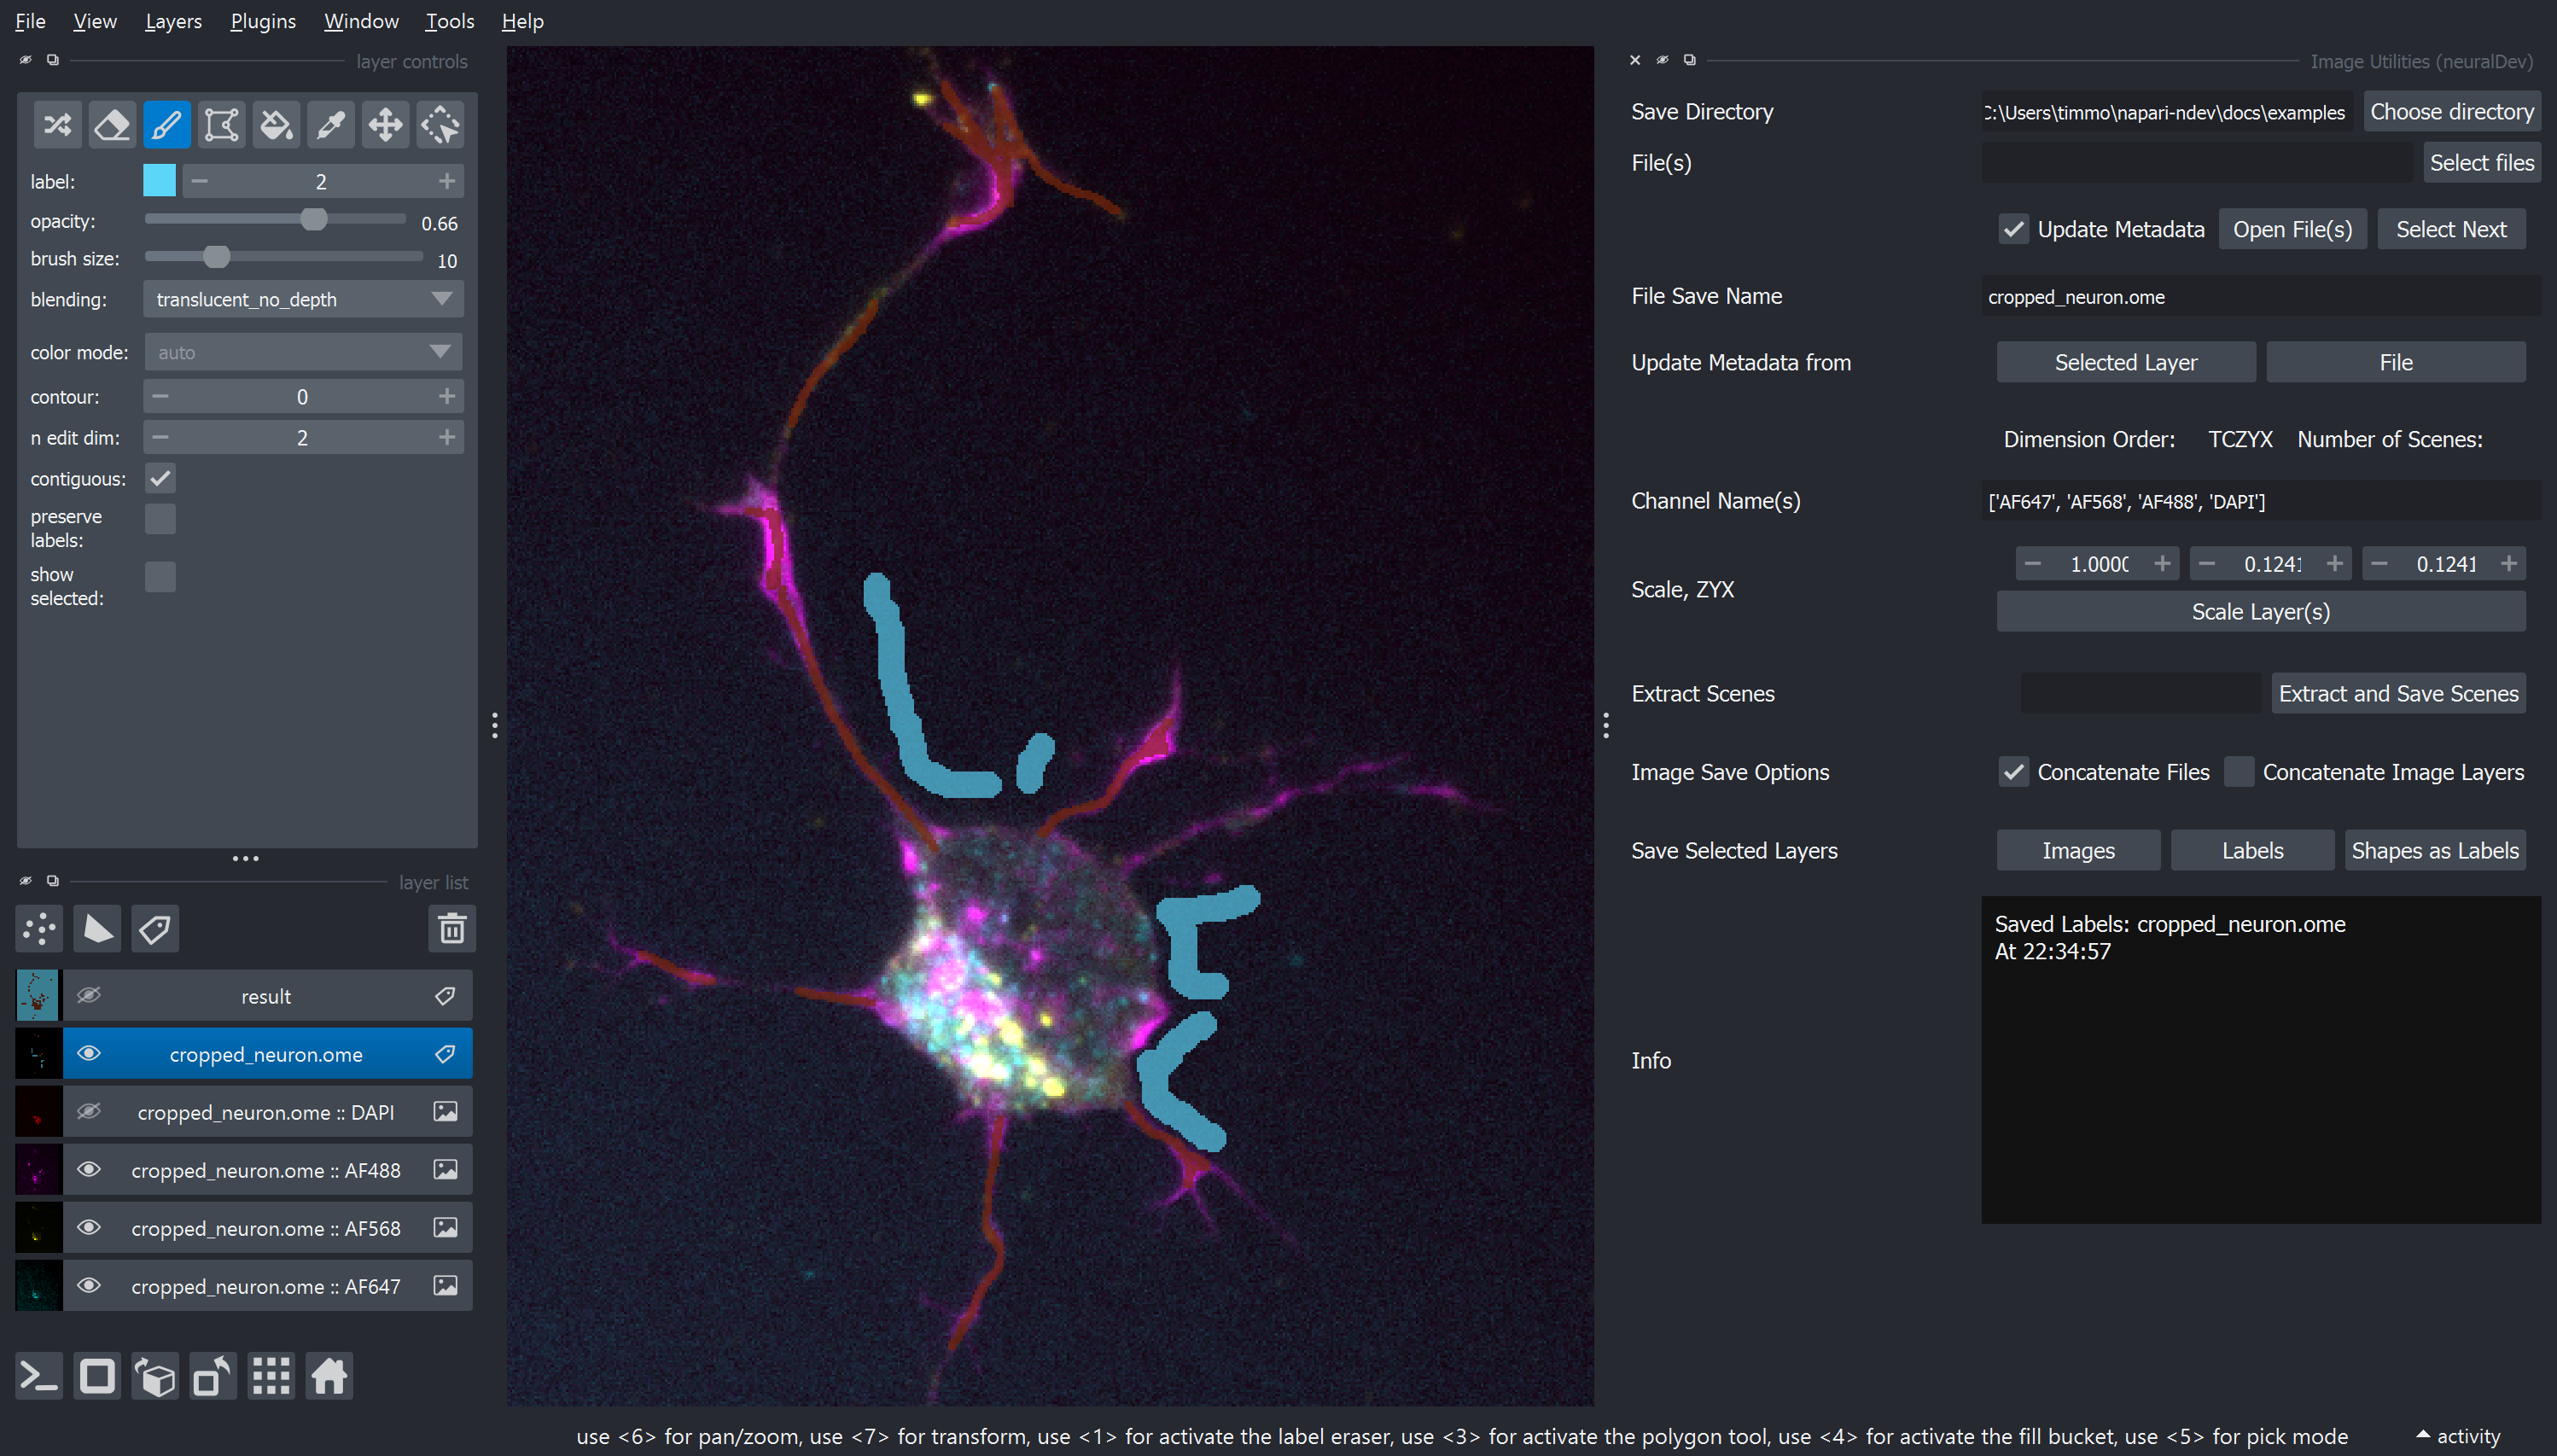 File View Layers Plugins Window Tools Help
layer controls
label: 2
opacity: 0.66
brush size: 10
blending: translucent_no_depth
color mode: auto
contour: 0
n edit dim: 2
contiguous:
preserve
labels:
show
selected:
layer list
result
cropped_neuron.ome
cropped_neuron.ome :: DAPI
cropped_neuron.ome :: AF488
cropped_neuron.ome :: AF568
cropped_neuron.ome :: AF647
Image Utilities (neuralDev)
Save Directory C:\Users\timmo\napari-ndev\docs\examples Choose directory
File(s) Select files
Update Metadata Open File(s) Select Next
File Save Name cropped_neuron.ome
Update Metadata from Selected Layer File
Dimension Order: TCZYX Number of Scenes:
Channel Name(s) ['AF647', 'AF568', 'AF488', 'DAPI']
Scale, ZYX 1.0000 0.1241 0.1241
Scale Layer(s)
Extract Scenes Extract and Save Scenes
Image Save Options Concatenate Files Concatenate Image Layers
Save Selected Layers Images Labels Shapes as Labels
Info
Saved Labels: cropped_neuron.ome
At 22:34:57
use <6> for pan/zoom, use <7> for transform, use <1> for activate the label eraser, use <3> for activate the polygon tool, use <4> for activate the fill bucket, use <5> for pick mode activity